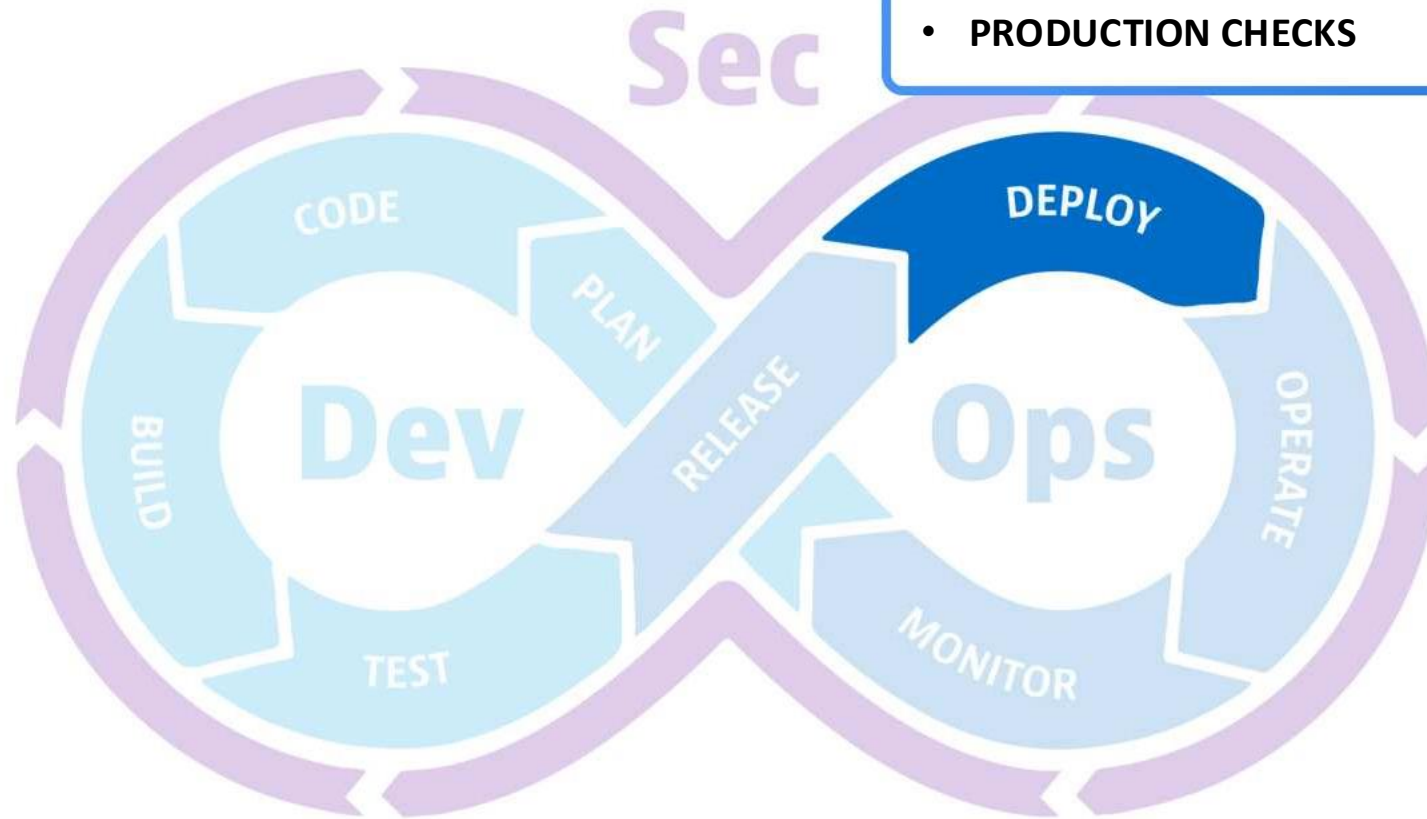 Sec
• PRODUCTION CHECKS
CODE
DEPLOY
PLAN
Dev
RELEASE
Ops
BUILD
OPERATE
TEST
MONITOR